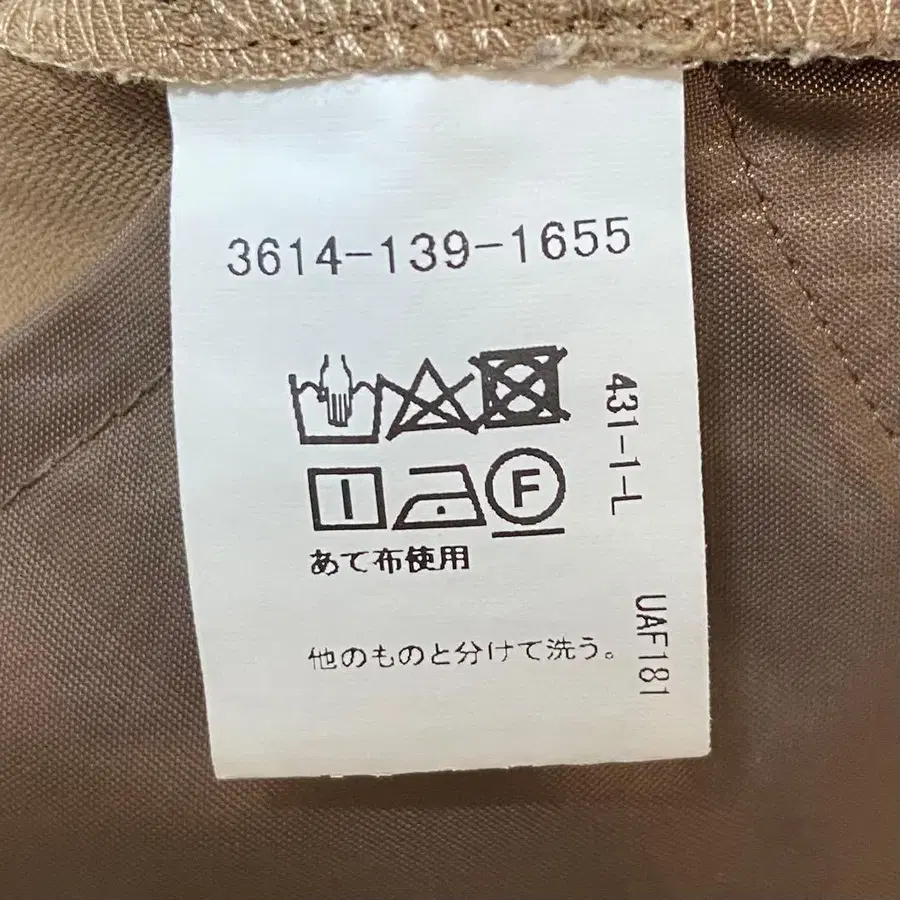 3614-139-1655
431-1-L
F
あて布使用
他のものと分けて洗う。
UAF181